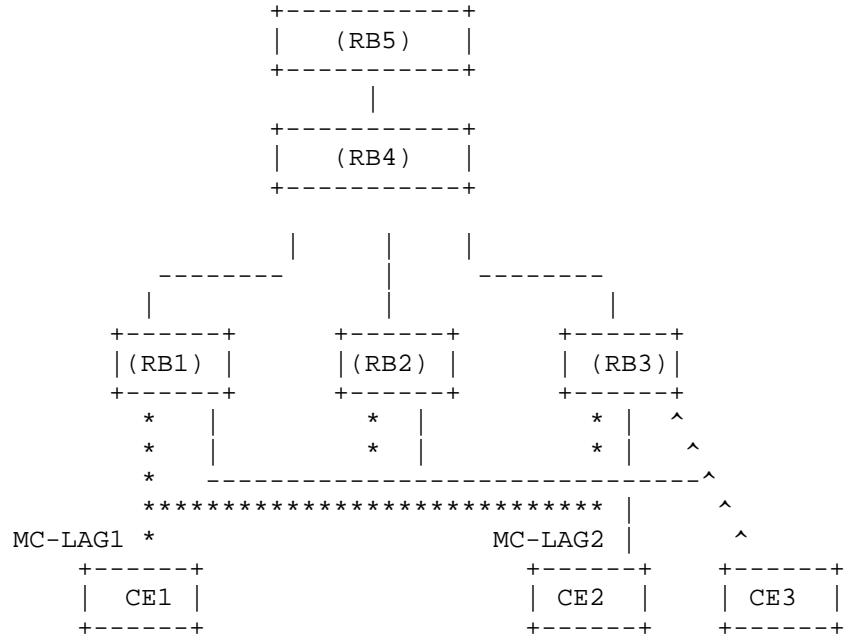 (RB5)
(RB4)
(RB1) (RB2) (RB3)
MC-LAG1 MC-LAG2
CE1 CE2 CE3